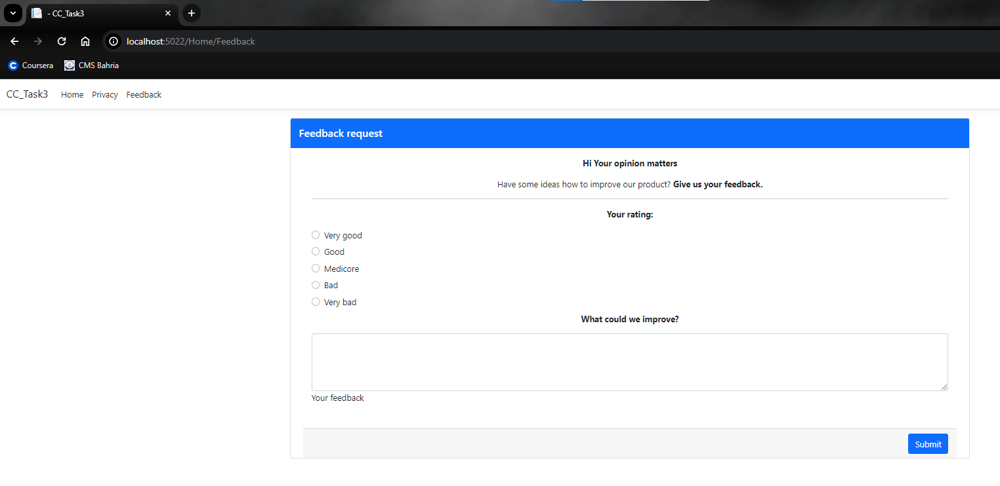 - CC_Task3
localhost:5022/Home/Feedback
Coursera CMS Bahria
CC_Task3 Home Privacy Feedback
Feedback request
Hi Your opinion matters
Have some ideas how to improve our product? Give us your feedback.
Your rating:
Very good
Good
Medicore
Bad
Very bad
What could we improve?
Your feedback
Submit